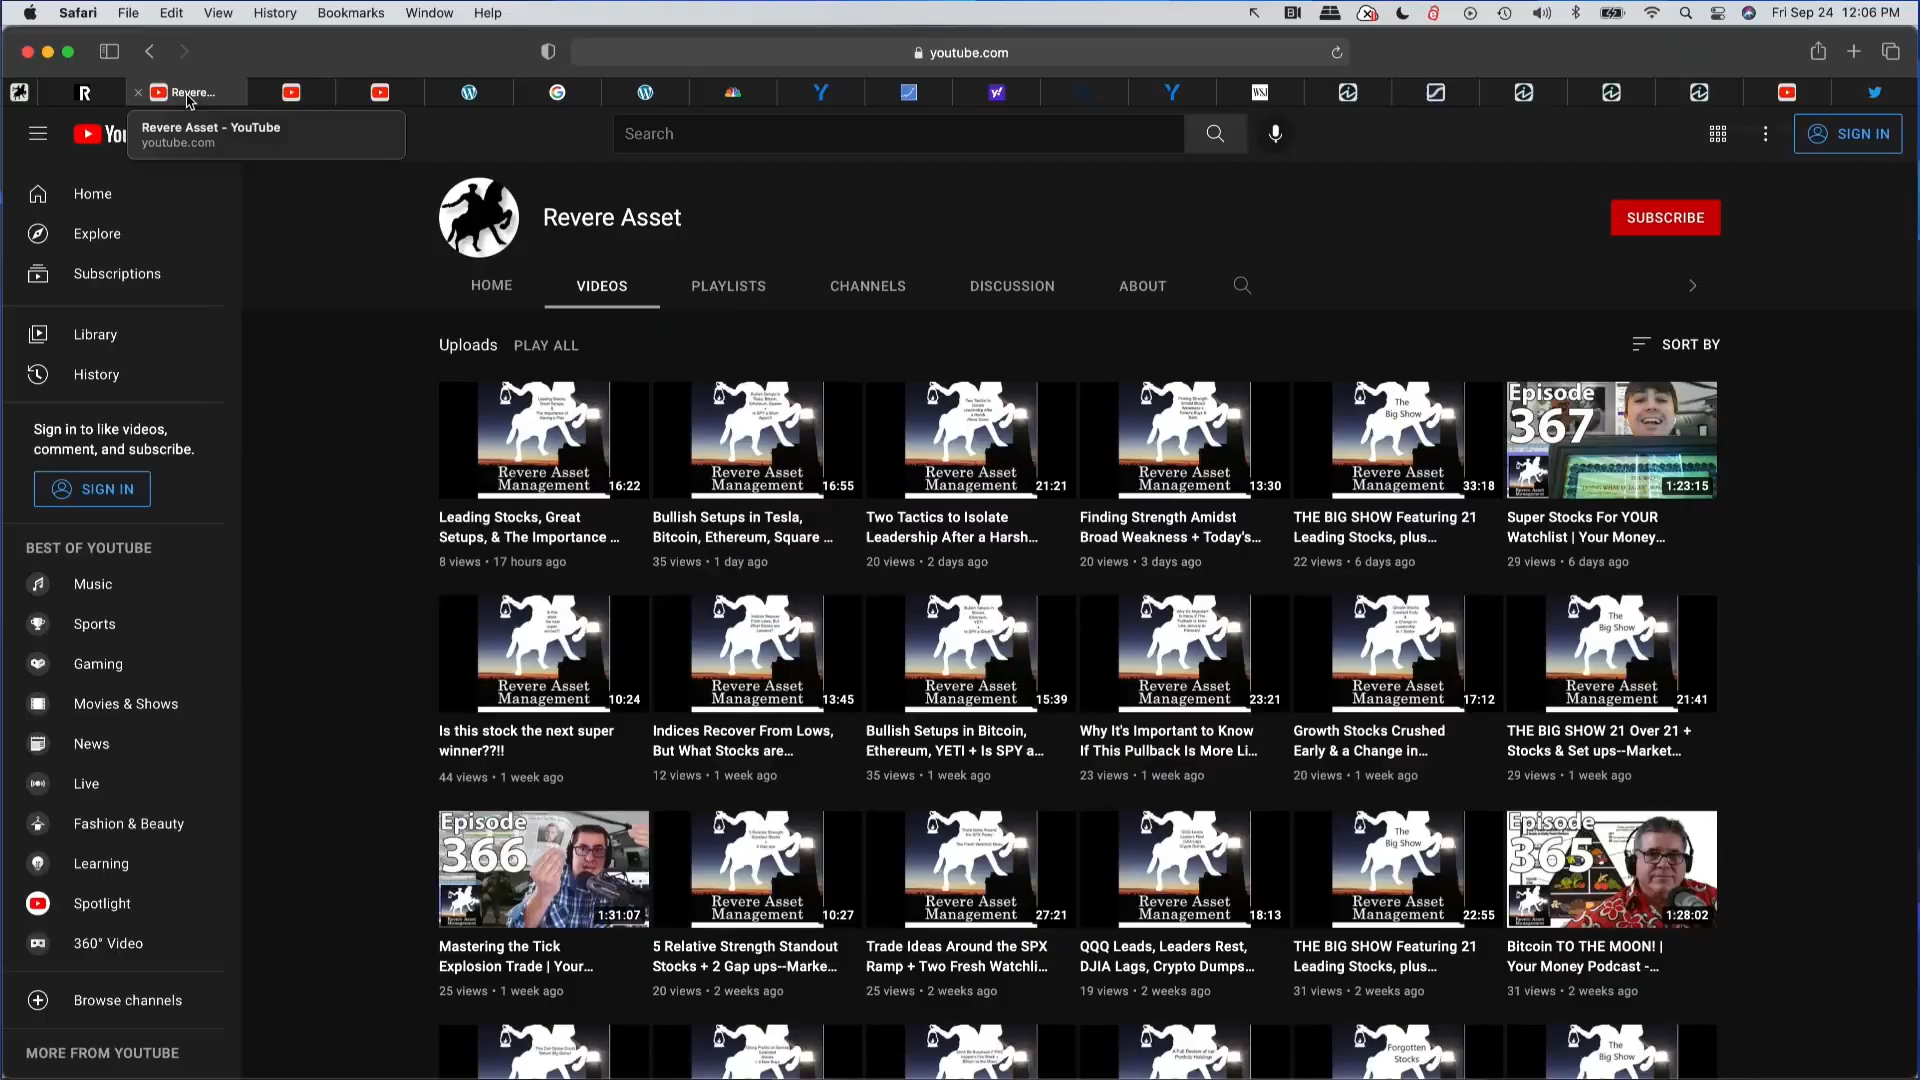 Safari File Edit View History Bookmarks Window Help
Fri Sep 24 12:06 PM
youtube.com
Revere...
Revere Asset - YouTube
youtube.com
You
Search
SIGN IN
Home
Explore
Subscriptions
Library
History
Sign in to like videos,
comment, and subscribe.
SIGN IN
BEST OF YOUTUBE
Music
Sports
Gaming
Movies & Shows
News
Live
Fashion & Beauty
Learning
Spotlight
360° Video
Browse channels
MORE FROM YOUTUBE
Revere Asset
SUBSCRIBE
HOME VIDEOS PLAYLISTS CHANNELS DISCUSSION ABOUT
Uploads PLAY ALL
SORT BY
Revere Asset
Management
16:22
Leading Stocks, Great
Setups, & The Importance ...
8 views • 17 hours ago
Revere Asset
Management
16:55
Bullish Setups in Tesla,
Bitcoin, Ethereum, Square ...
35 views • 1 day ago
Revere Asset
Management
21:21
Two Tactics to Isolate
Leadership After a Harsh...
20 views • 2 days ago
Revere Asset
Management
13:30
Finding Strength Amidst
Broad Weakness + Today's...
20 views • 3 days ago
The
Big Show
Revere Asset
Management
33:18
THE BIG SHOW Featuring 21
Leading Stocks, plus...
22 views • 6 days ago
Episode
367
1:23:15
Super Stocks For YOUR
Watchlist | Your Money...
29 views • 6 days ago
Revere Asset
Management
10:24
Is this stock the next super
winner??!!
44 views • 1 week ago
Revere Asset
Management
13:45
Indices Recover From Lows,
But What Stocks are...
12 views • 1 week ago
Revere Asset
Management
15:39
Bullish Setups in Bitcoin,
Ethereum, YETI + Is SPY a...
35 views • 1 week ago
Revere Asset
Management
23:21
Why It's Important to Know
If This Pullback Is More Li...
23 views • 1 week ago
Revere Asset
Management
17:12
Growth Stocks Crushed
Early & a Change in...
20 views • 1 week ago
The
Big Show
Revere Asset
Management
21:41
THE BIG SHOW 21 Over 21 +
Stocks & Set ups--Market...
29 views • 1 week ago
Episode
366
1:31:07
Mastering the Tick
Explosion Trade | Your...
25 views • 1 week ago
Revere Asset
Management
10:27
5 Relative Strength Standout
Stocks + 2 Gap ups--Marke...
20 views • 2 weeks ago
Revere Asset
Management
27:21
Trade Ideas Around the SPX
Ramp + Two Fresh Watchli...
25 views • 2 weeks ago
Revere Asset
Management
18:13
QQQ Leads, Leaders Rest,
DJIA Lags, Crypto Dumps...
19 views • 2 weeks ago
The
Big Show
Revere Asset
Management
22:55
THE BIG SHOW Featuring 21
Leading Stocks, plus...
31 views • 2 weeks ago
Episode
365
1:28:02
Bitcoin TO THE MOON! |
Your Money Podcast -...
31 views • 2 weeks ago
Forgotten
Stocks
The
Big Show